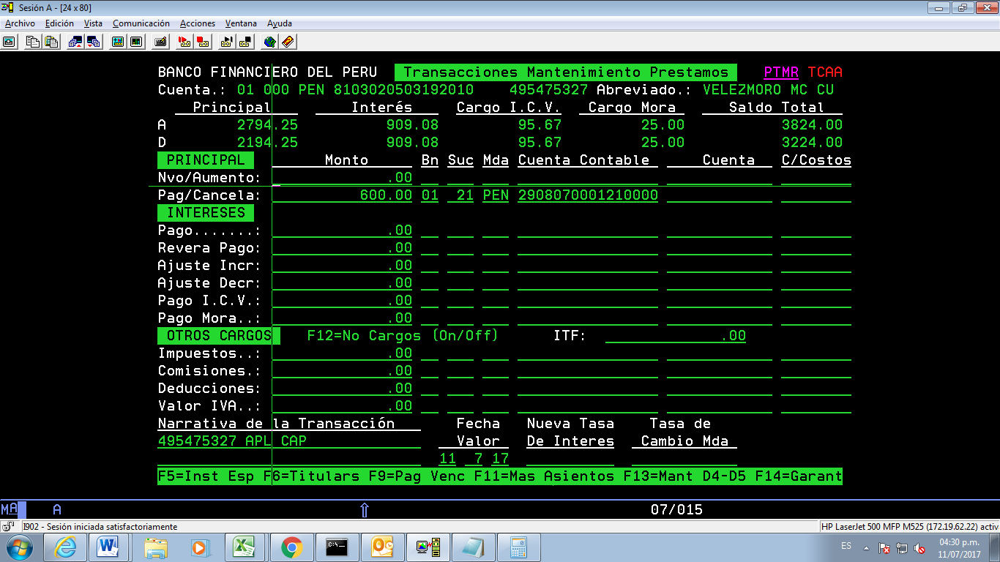 Sesión A - [24 x 80]
Archivo Edición Vista Comunicación Acciones Ventana Ayuda
BANCO FINANCIERO DEL PERU Transacciones Mantenimiento Prestamos PTMR TCAA
Cuenta.: 01 000 PEN 8103020503192010 495475327 Abreviado.: VELEZMORO MC CU
Principal Interés Cargo I.C.V. Cargo Mora Saldo Total
A 2794.25 909.08 95.67 25.00 3824.00
D 2194.25 909.08 95.67 25.00 3224.00
PRINCIPAL Monto Bn Suc Mda Cuenta Contable Cuenta C/Costos
Nvo/Aumento: .00
Pag/Cancela: 600.00 01 21 PEN 2908070001210000
INTERESES
Pago.......: .00
Revera Pago: .00
Ajuste Incr: .00
Ajuste Decr: .00
Pago I.C.V.: .00
Pago Mora..: .00
OTROS CARGOS F12=No Cargos (On/Off) ITF: .00
Impuestos..: .00
Comisiones.: .00
Deducciones: .00
Valor IVA..: .00
Narrativa de la Transacción Fecha Nueva Tasa Tasa de
495475327 APL CAP Valor De Interes Cambio Mda
11 7 17
F5=Inst Esp F6=Titulars F9=Pag Venc F11=Mas Asientos F13=Mant D4-D5 F14=Garant
MA A 07/015
I902 - Sesión iniciada satisfactoriamente HP LaserJet 500 MFP M525 (172.19.62.22) activ
ES 04:30 p.m.
11/07/2017